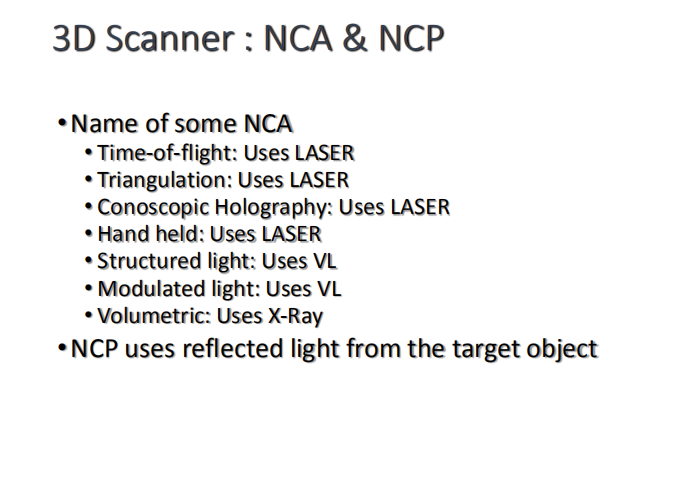 3D Scanner : NCA & NCP
•Name of some NCA
• Time-of-flight: Uses LASER
• Triangulation: Uses LASER
• Conoscopic Holography: Uses LASER
• Hand held: Uses LASER
• Structured light: Uses VL
• Modulated light: Uses VL
• Volumetric: Uses X-Ray
•NCP uses reflected light from the target object